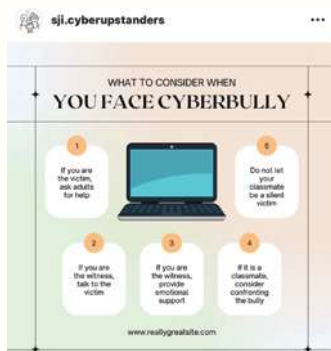 sji.cyberupstanders
WHAT TO CONSIDER WHEN
YOU FACE CYBERBULLY
1
If you are
the victim,
ask adults
for help
2
If you are
the witness,
talk to the
victim
3
If you are
the witness,
provide
emotional
support
4
If it is a
classmate,
consider
confronting
the bully
5
Do not let
your
classmate
be a silent
victim
www.reallygreatsite.com